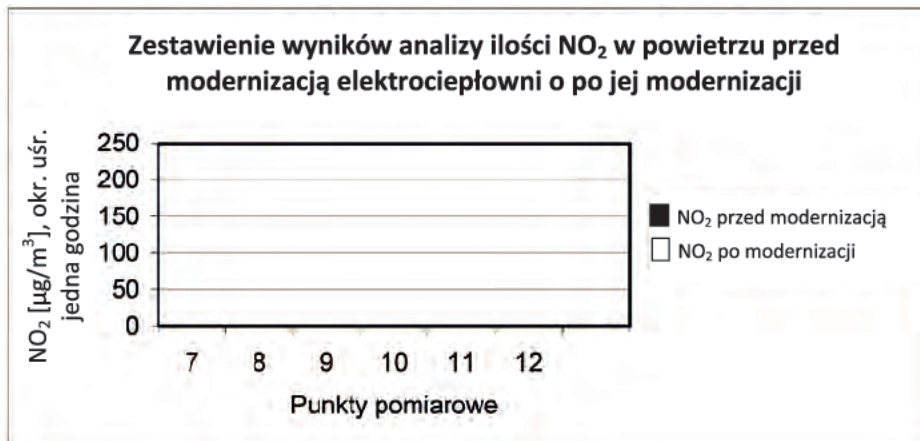 Zestawienie wyników analizy ilości NO₂ w powietrzu przed
modernizacją elektrociepłowni o po jej modernizacji
NO₂ [µg/m³], okr. uśr.
jedna godzina
250
200
150
100
50
0
7 8 9 10 11 12
Punkty pomiarowe
NO₂ przed modernizacją
NO₂ po modernizacji